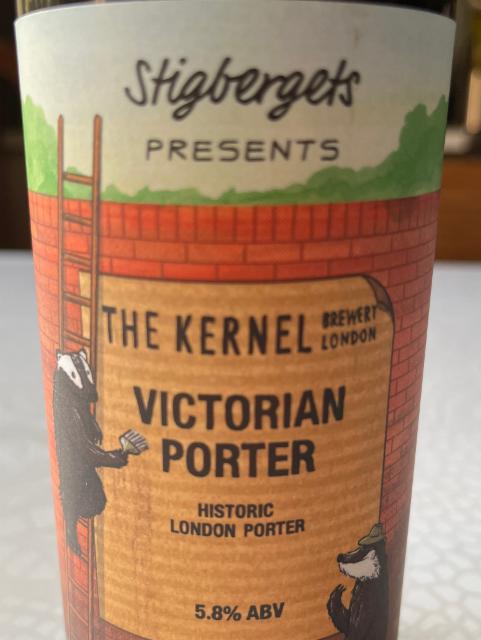 Stigbergets
PRESENTS
THE KERNEL BREWERY
LONDON
VICTORIAN
PORTER
HISTORIC
LONDON PORTER
5.8% ABV